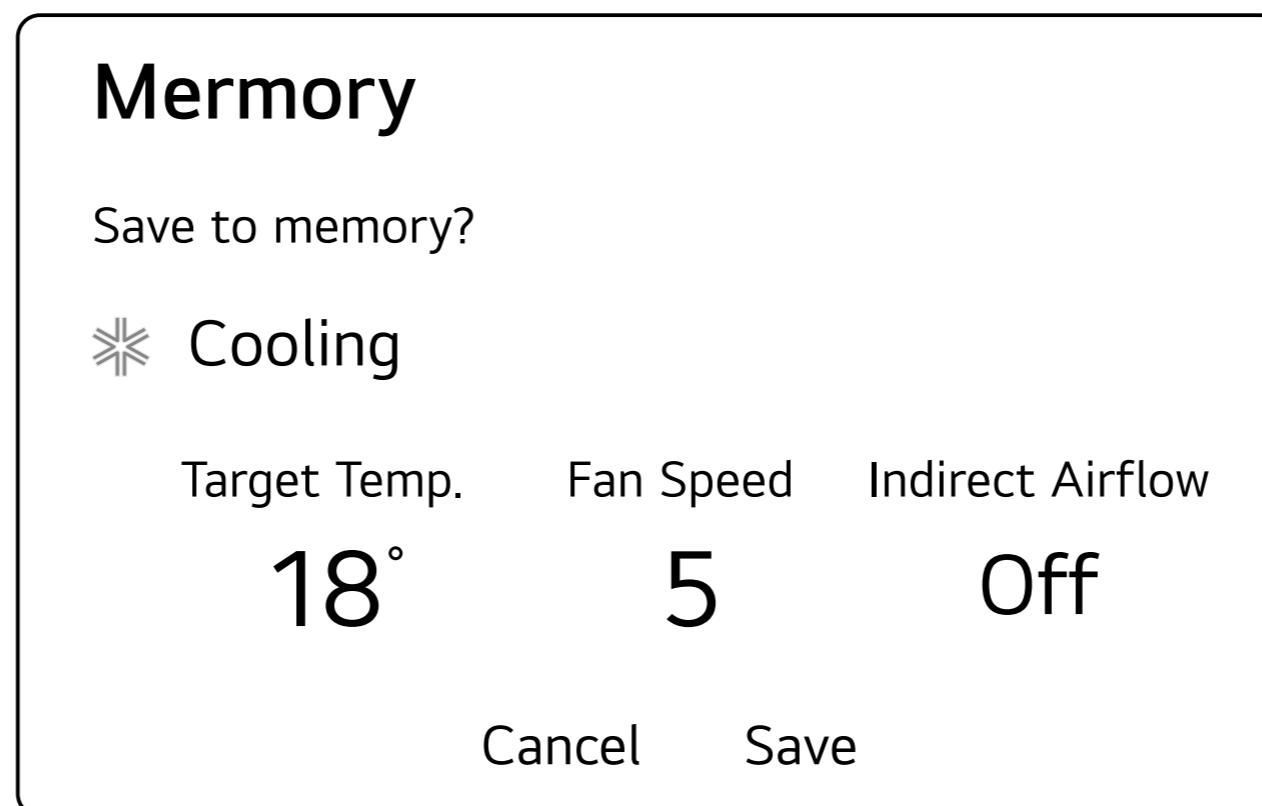 Mermory
Save to memory?
Cooling
Target Temp. Fan Speed Indirect Airflow
18° 5 Off
Cancel Save